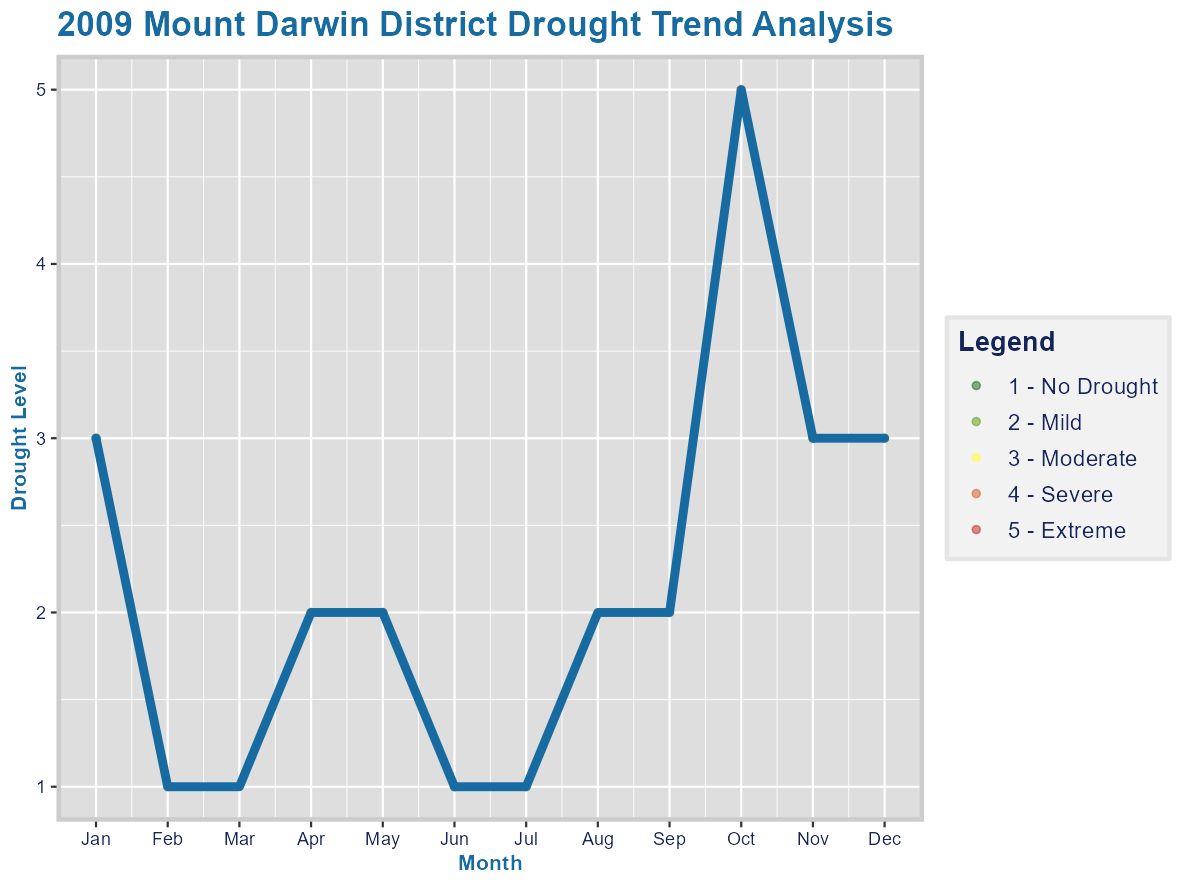 2009 Mount Darwin District Drought Trend Analysis
Drought Level
5
4
3
2
1
Jan Feb Mar Apr May Jun Jul Aug Sep Oct Nov Dec
Month
Legend
1 - No Drought
2 - Mild
3 - Moderate
4 - Severe
5 - Extreme